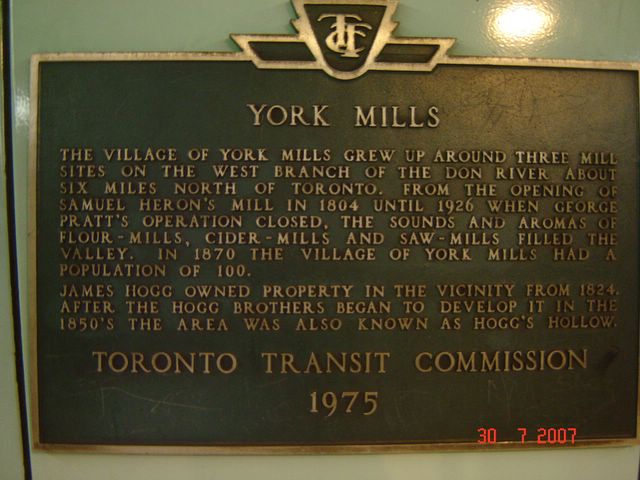 TTC
YORK MILLS
THE VILLAGE OF YORK MILLS GREW UP AROUND THREE MILL
SITES ON THE WEST BRANCH OF THE DON RIVER ABOUT
SIX MILES NORTH OF TORONTO. FROM THE OPENING OF
SAMUEL HERON'S MILL IN 1804 UNTIL 1926 WHEN GEORGE
PRATT'S OPERATION CLOSED, THE SOUNDS AND AROMAS OF
FLOUR-MILLS, CIDER-MILLS AND SAW-MILLS FILLED THE
VALLEY. IN 1870 THE VILLAGE OF YORK MILLS HAD A
POPULATION OF 100.
JAMES HOGG OWNED PROPERTY IN THE VICINITY FROM 1824.
AFTER THE HOGG BROTHERS BEGAN TO DEVELOP IT IN THE
1850'S THE AREA WAS ALSO KNOWN AS HOGG'S HOLLOW.
TORONTO TRANSIT COMMISSION
1975
30 7 2007